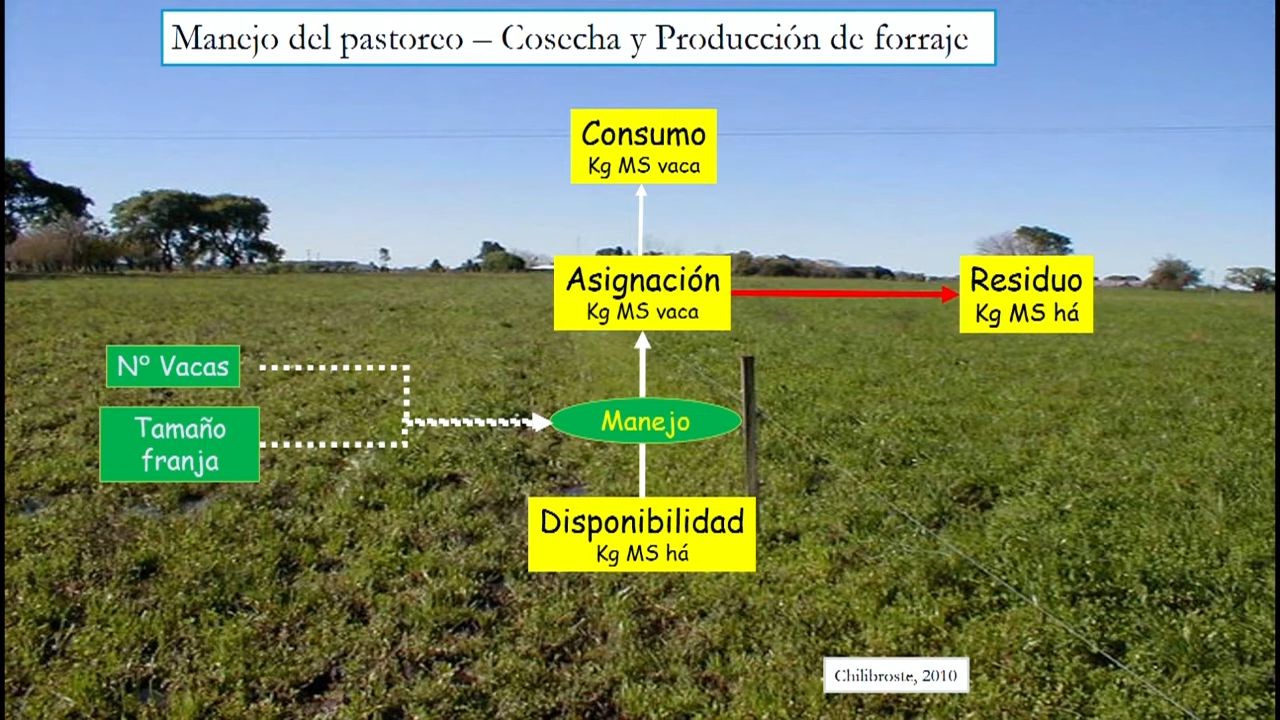 Manejo del pastoreo – Cosecha y Producción de forraje
Consumo
Kg MS vaca
Asignación
Kg MS vaca
Residuo
Kg MS há
Nº Vacas
Tamaño
franja
Manejo
Disponibilidad
Kg MS há
Chilibroste, 2010